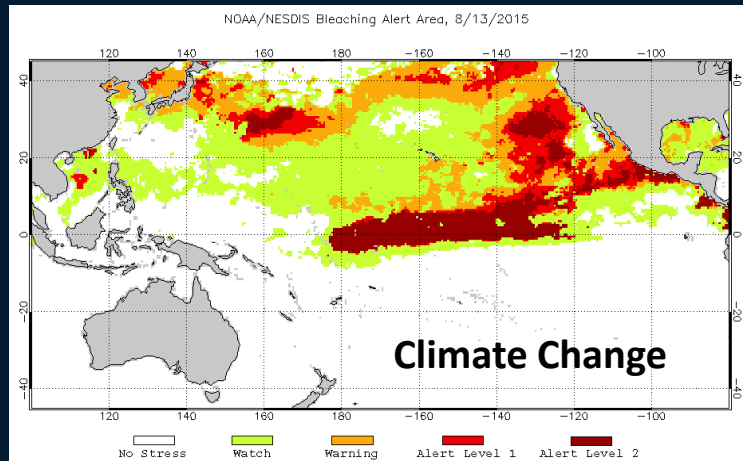 NOAA/NESDIS Bleaching Alert Area, 8/13/2015
120 140 160 180 -160 -140 -120 -100
40 40
20 20
0 0
-20 -20
-40 -40
Climate Change
120 140 160 180 -160 -140 -120 -100
No Stress Watch Warning Alert Level 1 Alert Level 2